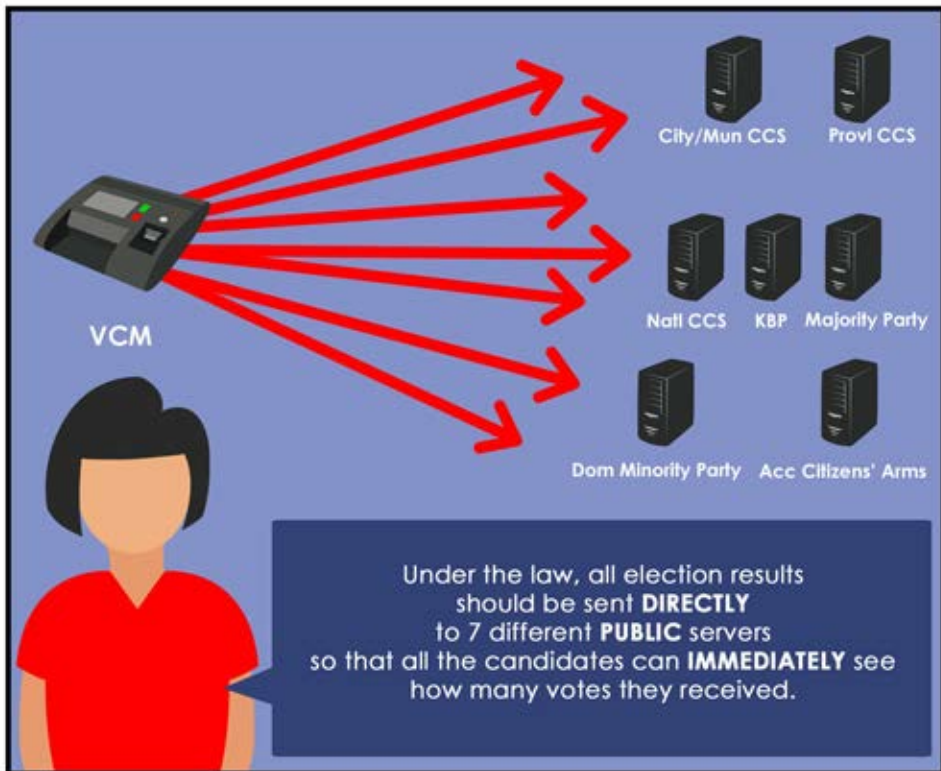 City/Mun CCS
Provl CCS
Natl CCS
KBP
Majority Party
VCM
Dom Minority Party
Acc Citizens' Arms
Under the law, all election results
should be sent DIRECTLY
to 7 different PUBLIC servers
so that all the candidates can IMMEDIATELY see
how many votes they received.